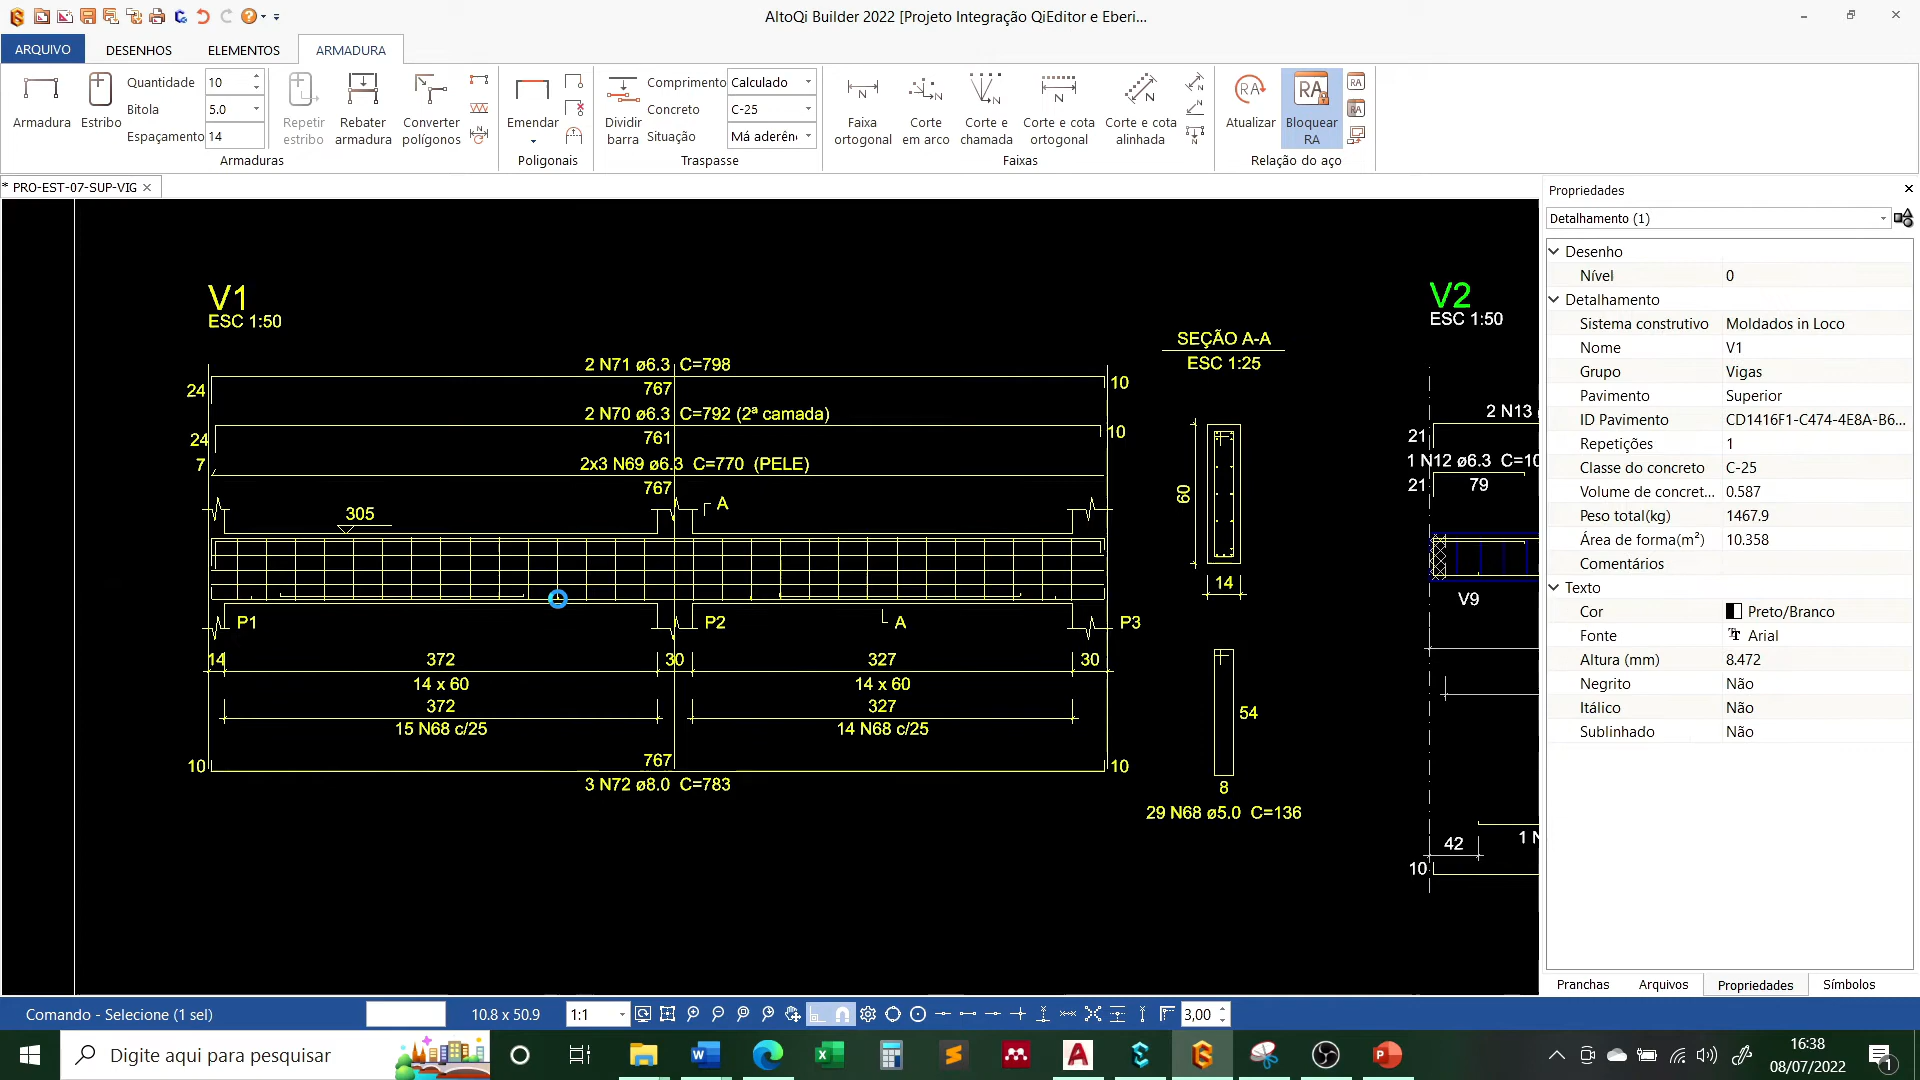 AltoQi Builder 2022 [Projeto Integração QiEditor e Eberi...
ARQUIVO DESENHOS ELEMENTOS ARMADURA
Armadura
Estribo
Quantidade 10
Bitola 5.0
Espaçamento 14
Repetir estribo
Rebater armadura
Converter polígonos
Armaduras
Emendar
Poligonais
Dividir barra
Comprimento Calculado
Concreto C-25
Situação Má aderên
Traspasse
Faixa ortogonal
Corte em arco
Corte e chamada
Corte e cota ortogonal
Corte e cota alinhada
Faixas
RA
Atualizar
RA
Bloquear RA
RA
RA
Relação do aço
* PRO-EST-07-SUP-VIG
V1
ESC 1:50
2 N71 ø6.3 C=798
24 767 10
2 N70 ø6.3 C=792 (2ª camada)
24 761 10
2x3 N69 ø6.3 C=770 (PELE)
7 767
A
305
P1 P2 A P3
14 372 30 327 30
14 x 60 14 x 60
372 327
15 N68 c/25 14 N68 c/25
10 767 10
3 N72 ø8.0 C=783
SEÇÃO A-A
ESC 1:25
60
14
54
8
29 N68 ø5.0 C=136
V2
ESC 1:50
2 N13
21
1 N12 ø6.3 C=10
21 79
V9
42 1 N
10
Propriedades
Detalhamento (1)
Desenho
Nível 0
Detalhamento
Sistema construtivo Moldados in Loco
Nome V1
Grupo Vigas
Pavimento Superior
ID Pavimento CD1416F1-C474-4E8A-B6...
Repetições 1
Classe do concreto C-25
Volume de concret... 0.587
Peso total(kg) 1467.9
Área de forma(m²) 10.358
Comentários
Texto
Cor Preto/Branco
Fonte Arial
Altura (mm) 8.472
Negrito Não
Itálico Não
Sublinhado Não
Pranchas Arquivos Propriedades Símbolos
Comando - Selecione (1 sel) 10.8 x 50.9 1:1 3,00
Digite aqui para pesquisar
16:38
08/07/2022
1